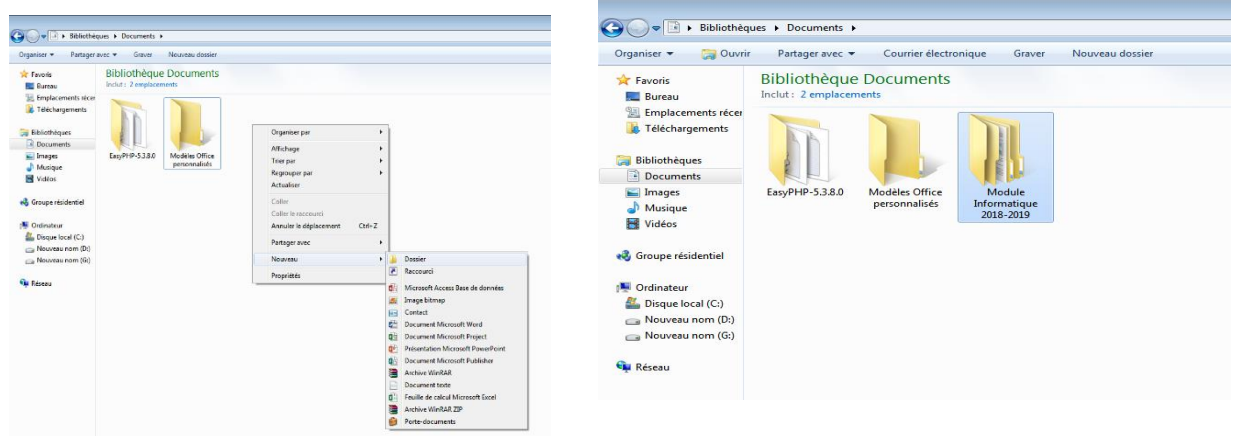 Bibliothèques ▸ Documents ▸
Organiser Partager avec Graver Nouveau dossier
Favoris
Bureau
Emplacements récer
Téléchargements
Bibliothèques
Documents
Images
Musique
Vidéos
Groupe résidentiel
Ordinateur
Disque local (C:)
Nouveau nom (D:)
Nouveau nom (G:)
Réseau
Bibliothèque Documents
Inclut : 2 emplacements
EasyPHP-5.3.8.0
Modèles Office
personnalisés
Organiser par
Affichage
Trier par
Regrouper par
Actualiser
Coller
Coller le raccourci
Annuler le déplacement Ctrl+Z
Partager avec
Nouveau
Propriétés
Dossier
Raccourci
Microsoft Access Base de données
Image bitmap
Contact
Document Microsoft Word
Document Microsoft Project
Présentation Microsoft PowerPoint
Document Microsoft Publisher
Archive WinRAR
Document texte
Feuille de calcul Microsoft Excel
Archive WinRAR ZIP
Porte-documents
Bibliothèques ▸ Documents ▸
Organiser Ouvrir Partager avec Courrier électronique Graver Nouveau dossier
Favoris
Bureau
Emplacements récer
Téléchargements
Bibliothèques
Documents
Images
Musique
Vidéos
Groupe résidentiel
Ordinateur
Disque local (C:)
Nouveau nom (D:)
Nouveau nom (G:)
Réseau
Bibliothèque Documents
Inclut : 2 emplacements
EasyPHP-5.3.8.0
Modèles Office
personnalisés
Module
Informatique
2018-2019